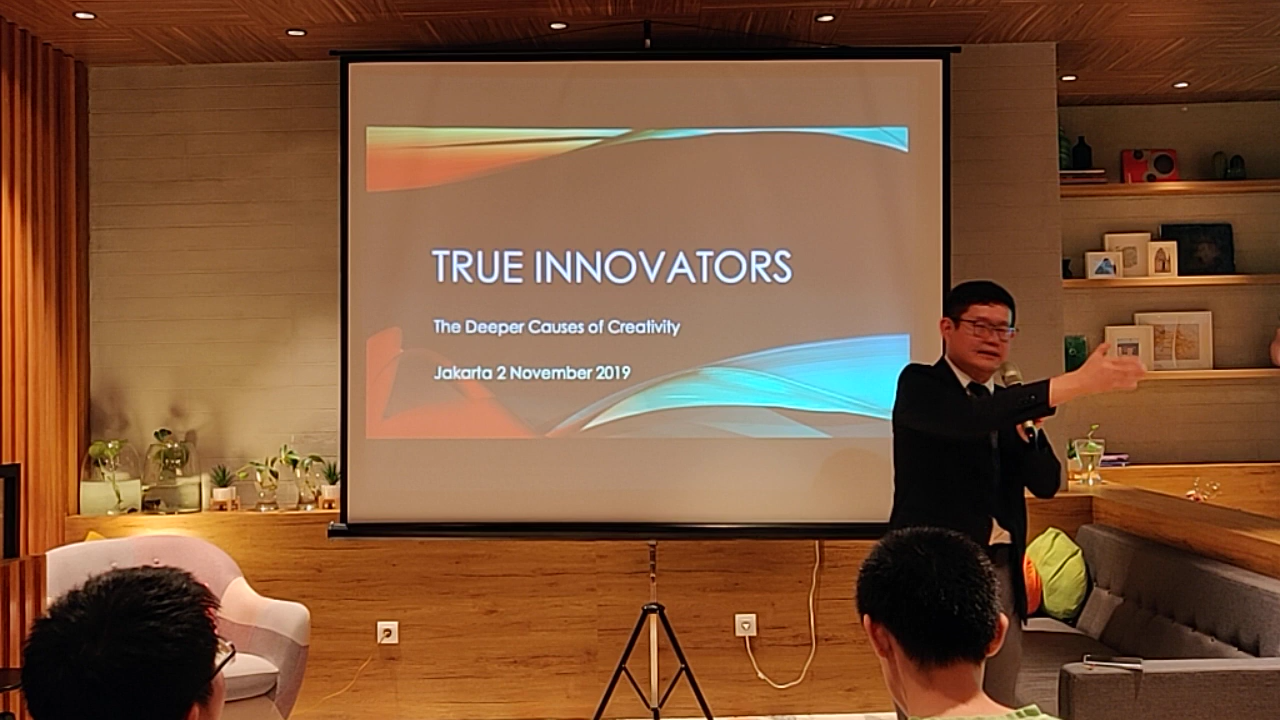 TRUE INNOVATORS
The Deeper Causes of Creativity
Jakarta 2 November 2019